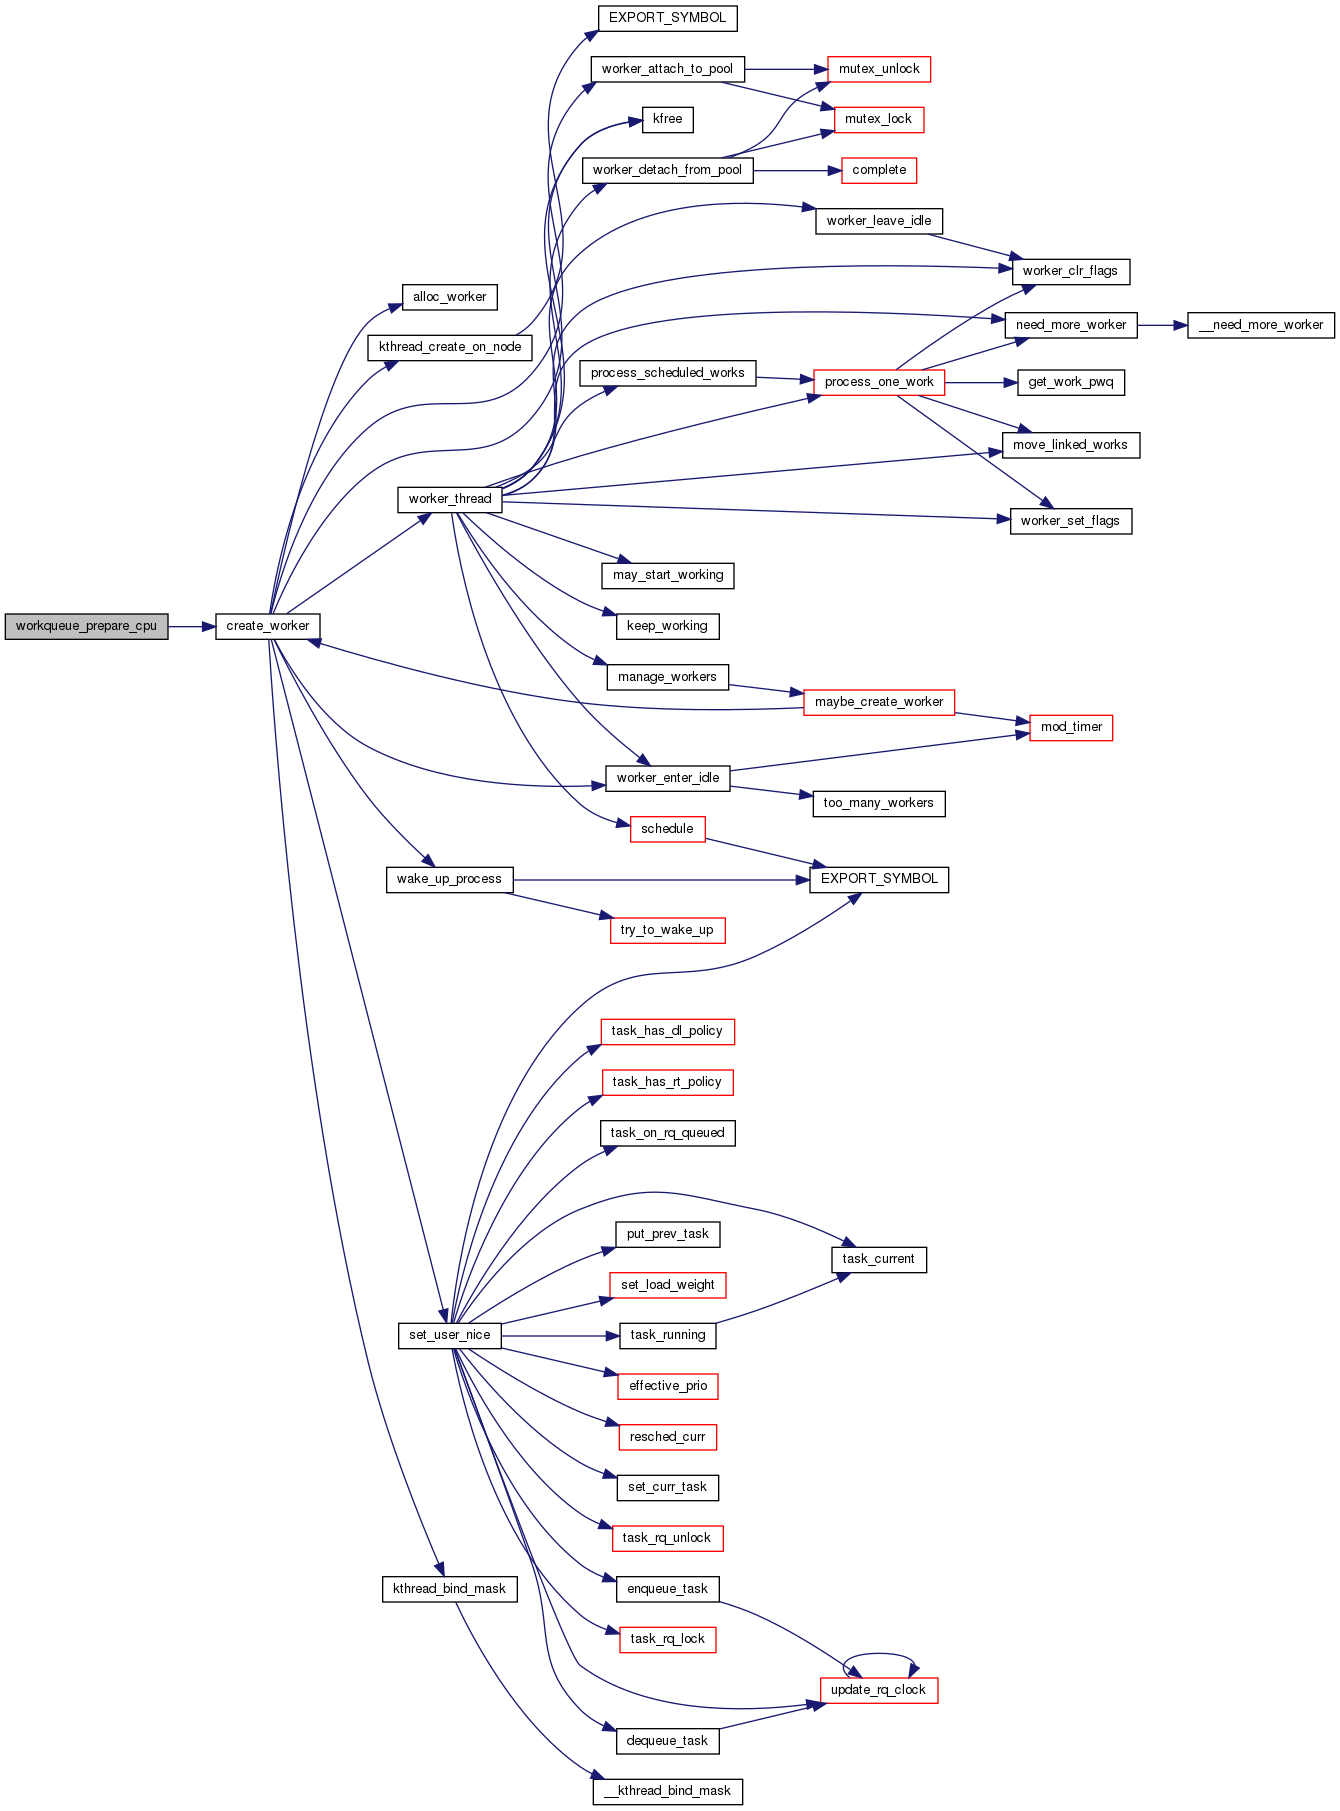 EXPORT_SYMBOL
worker_attach_to_pool
mutex_unlock
kfree
mutex_lock
worker_detach_from_pool
complete
worker_leave_idle
worker_clr_flags
alloc_worker
need_more_worker
__need_more_worker
kthread_create_on_node
process_scheduled_works
process_one_work
get_work_pwq
move_linked_works
worker_thread
worker_set_flags
may_start_working
workqueue_prepare_cpu
create_worker
keep_working
manage_workers
maybe_create_worker
mod_timer
worker_enter_idle
too_many_workers
schedule
wake_up_process
EXPORT_SYMBOL
try_to_wake_up
task_has_dl_policy
task_has_rt_policy
task_on_rq_queued
put_prev_task
task_current
set_load_weight
set_user_nice
task_running
effective_prio
resched_curr
set_curr_task
task_rq_unlock
kthread_bind_mask
enqueue_task
task_rq_lock
update_rq_clock
dequeue_task
__kthread_bind_mask